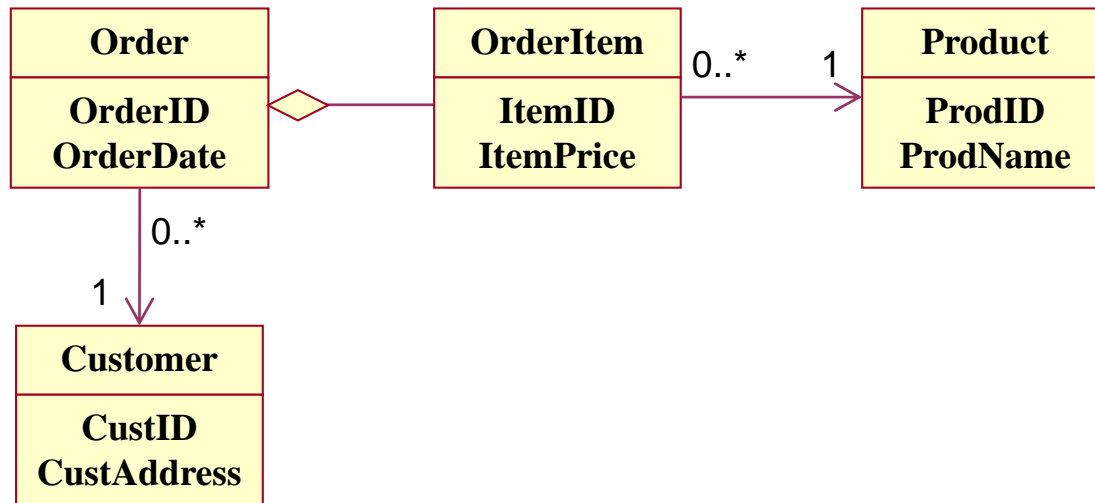 Order
OrderID
OrderDate
OrderItem
ItemID
ItemPrice
0..*
1
Product
ProdID
ProdName
0..*
1
Customer
CustID
CustAddress